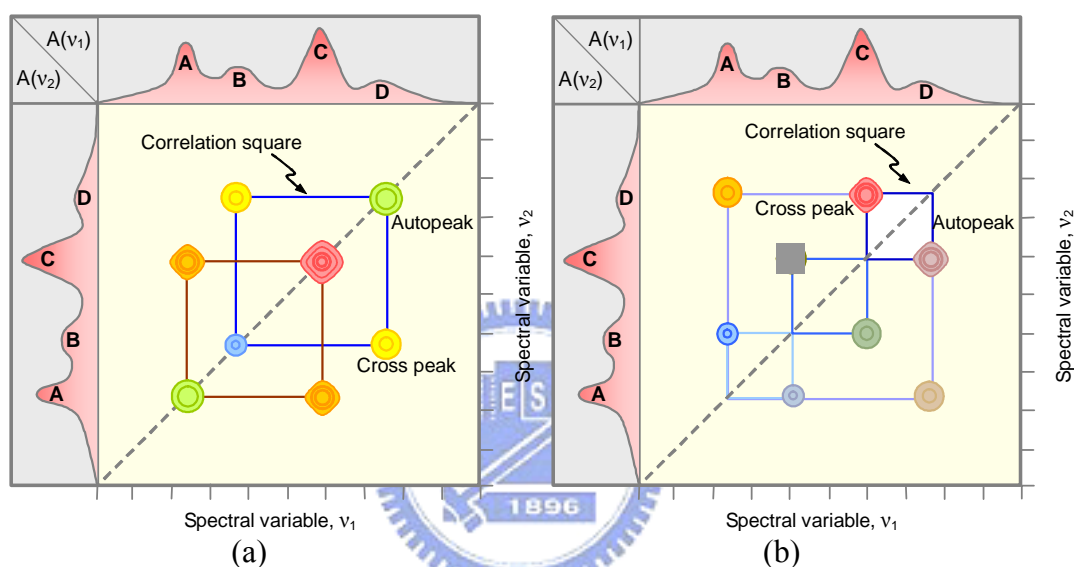 A(ν1)
A(ν2)
A
B
C
D
D
C
B
A
Correlation square
Autopeak
Cross peak
Spectral variable, ν2
Spectral variable, ν1
(a)
A(ν1)
A(ν2)
A
B
C
D
D
C
B
A
Correlation square
Cross peak
Autopeak
Spectral variable, ν2
Spectral variable, ν1
(b)
ES
1896